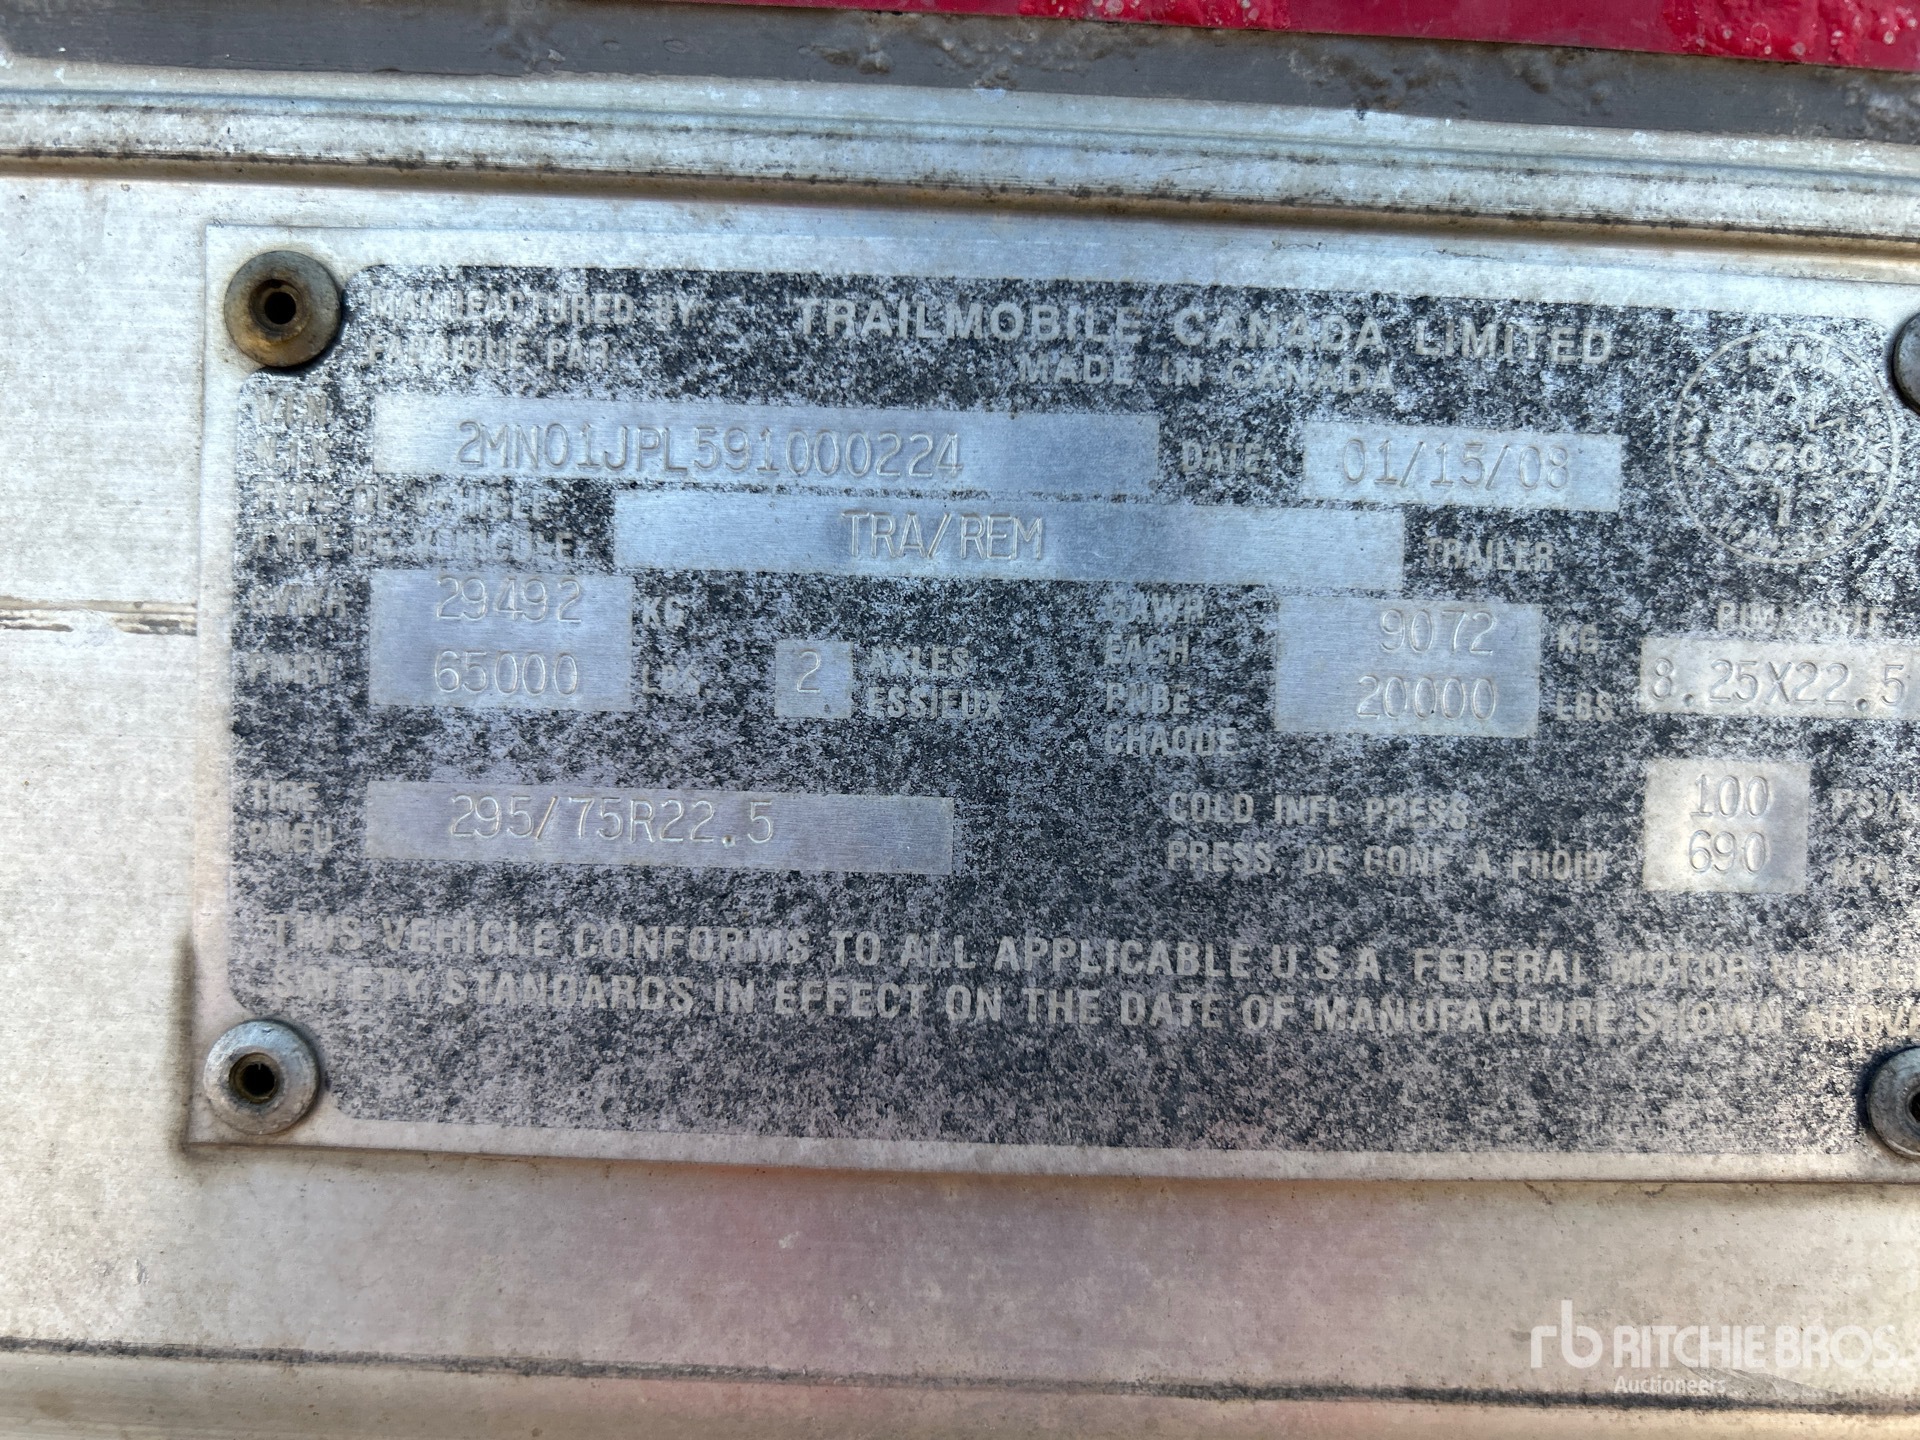 MANUFACTURED BY TRAILMOBILE CANADA LIMITED
FABRIQUE PAR: MADE IN CANADA
V.I.N. 2MN01JPL591000224 DATE 01/15/08
N.I.V.
TYPE OF VEHICLE TRA/REM TRAILER
TYPE DE VEHICULE
GVWR 29492 KG 2 AXLES GAWR 9072 KG
PNBV 65000 LBS ESSIEUX EACH
PNBE 20000 LBS 8.25X22.5
CHAQUE
TIRE 295/75R22.5 COLD INFL PRESS. 100 PSI
PNEU PRESS. DE GONF A FROID 690 KPA
THIS VEHICLE CONFORMS TO ALL APPLICABLE U.S.A. FEDERAL MOTOR VEHICLE
SAFETY STANDARDS IN EFFECT ON THE DATE OF MANUFACTURE SHOWN ABOVE
rb RITCHIE BROS.
Auctioneers